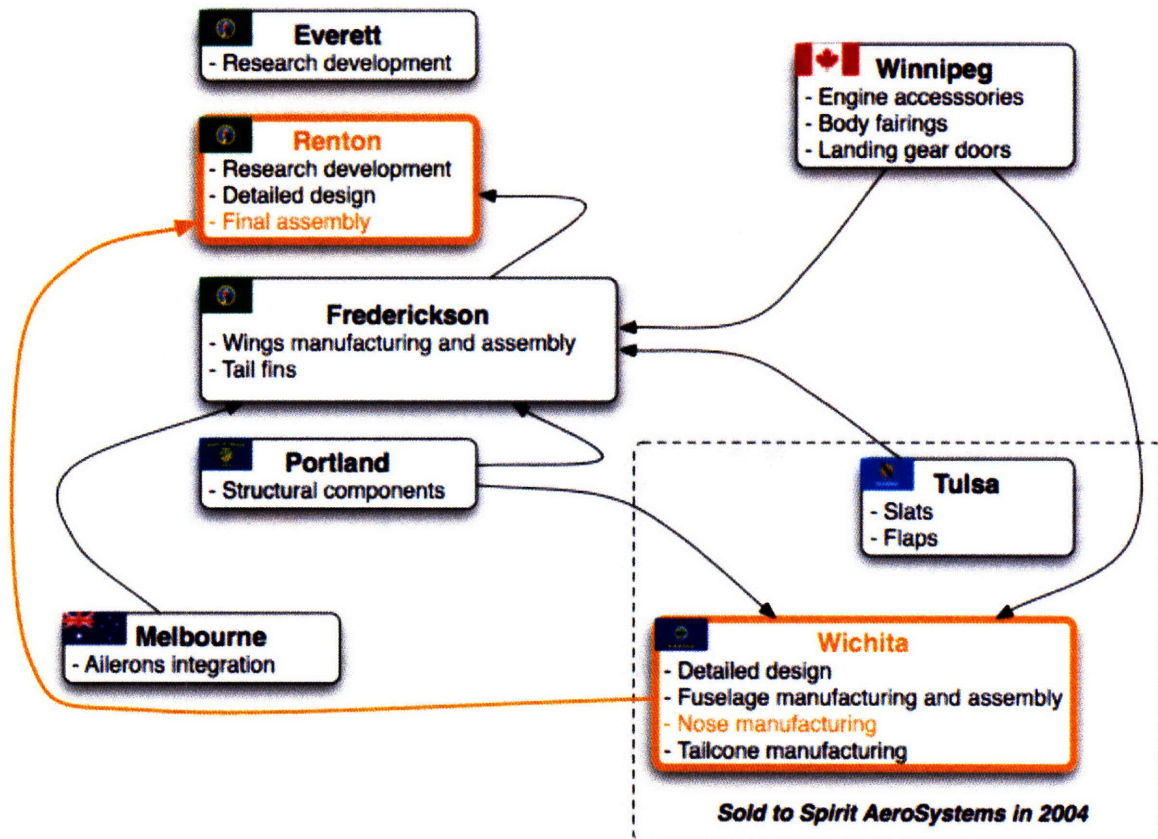 Everett
- Research development
Winnipeg
- Engine accesssories
- Body fairings
- Landing gear doors
Renton
- Research development
- Detailed design
- Final assembly
Frederickson
- Wings manufacturing and assembly
- Tail fins
Portland
- Structural components
Tulsa
- Slats
- Flaps
Melbourne
- Ailerons integration
Wichita
- Detailed design
- Fuselage manufacturing and assembly
- Nose manufacturing
- Tailcone manufacturing
Sold to Spirit AeroSystems in 2004